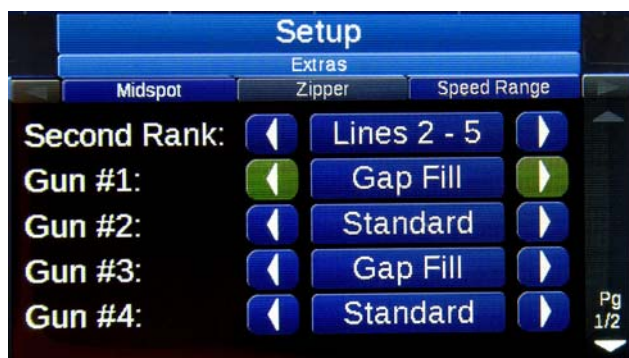 Setup
Extras
Midspot Zipper Speed Range
Second Rank: Lines 2 - 5
Gun #1: Gap Fill
Gun #2: Standard
Gun #3: Gap Fill
Gun #4: Standard
Pg
1/2